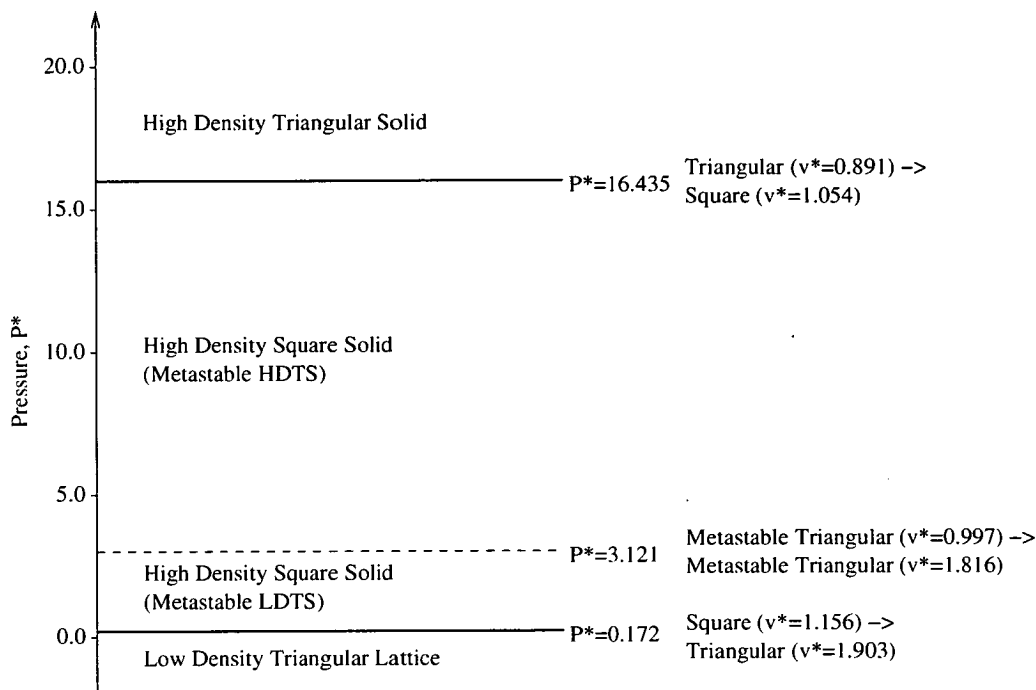 20.0
High Density Triangular Solid
P*=16.435
Triangular (v*=0.891) –>
Square (v*=1.054)
15.0
High Density Square Solid
(Metastable HDTS)
10.0
Pressure, P*
5.0
P*=3.121
Metastable Triangular (v*=0.997) –>
Metastable Triangular (v*=1.816)
High Density Square Solid
(Metastable LDTS)
0.0
P*=0.172
Square (v*=1.156) –>
Triangular (v*=1.903)
Low Density Triangular Lattice